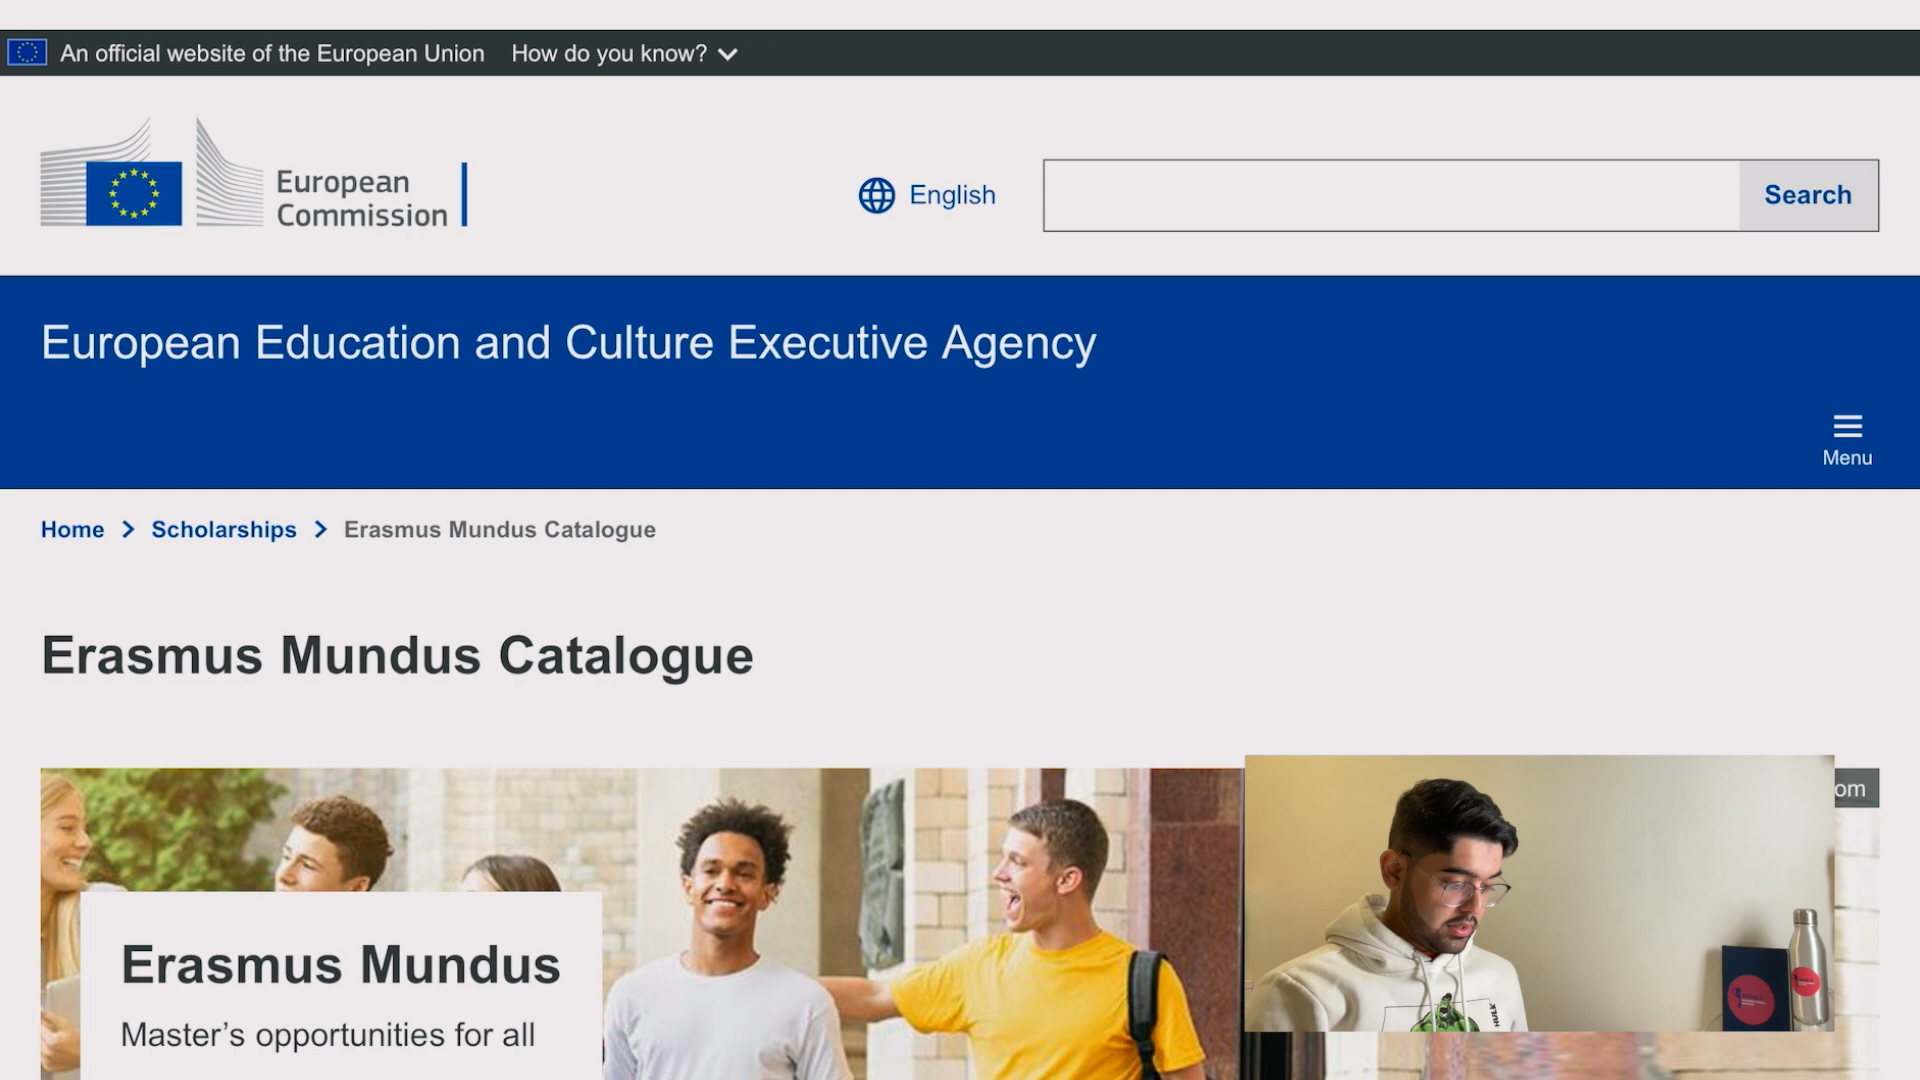 An official website of the European Union How do you know?
European
Commission
English
Search
European Education and Culture Executive Agency
Menu
Home Scholarships Erasmus Mundus Catalogue
Erasmus Mundus Catalogue
om
Erasmus Mundus
Master's opportunities for all
HULK